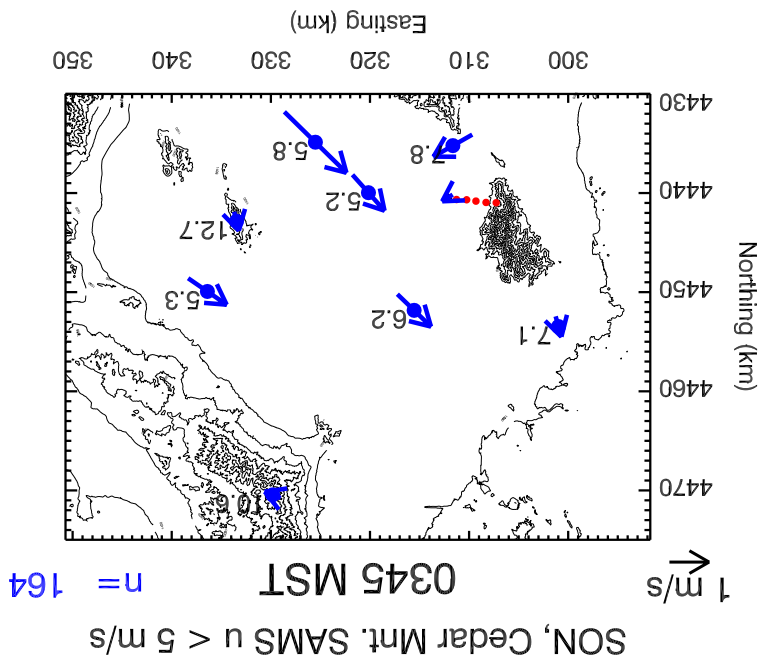 SON, Cedar Mnt. SAMS u < 5 m/s
1 m/s
0345 MST
n= 164
Northing (km)
4470
4460
4450
4440
4430
10.6
7.1
6.2
5.3
12.7
5.2
7.8
5.8
300 310 320 330 340 350
Easting (km)